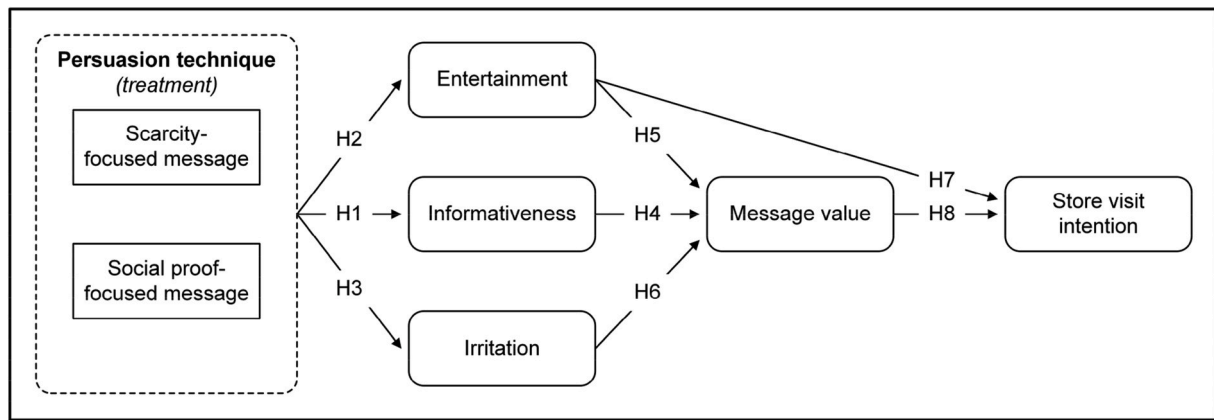 Persuasion technique
(treatment)
Scarcity-
focused message
Social proof-
focused message
H2
H1
H3
Entertainment
Informativeness
Irritation
H5
H4
H6
Message value
H7
H8
Store visit
intention